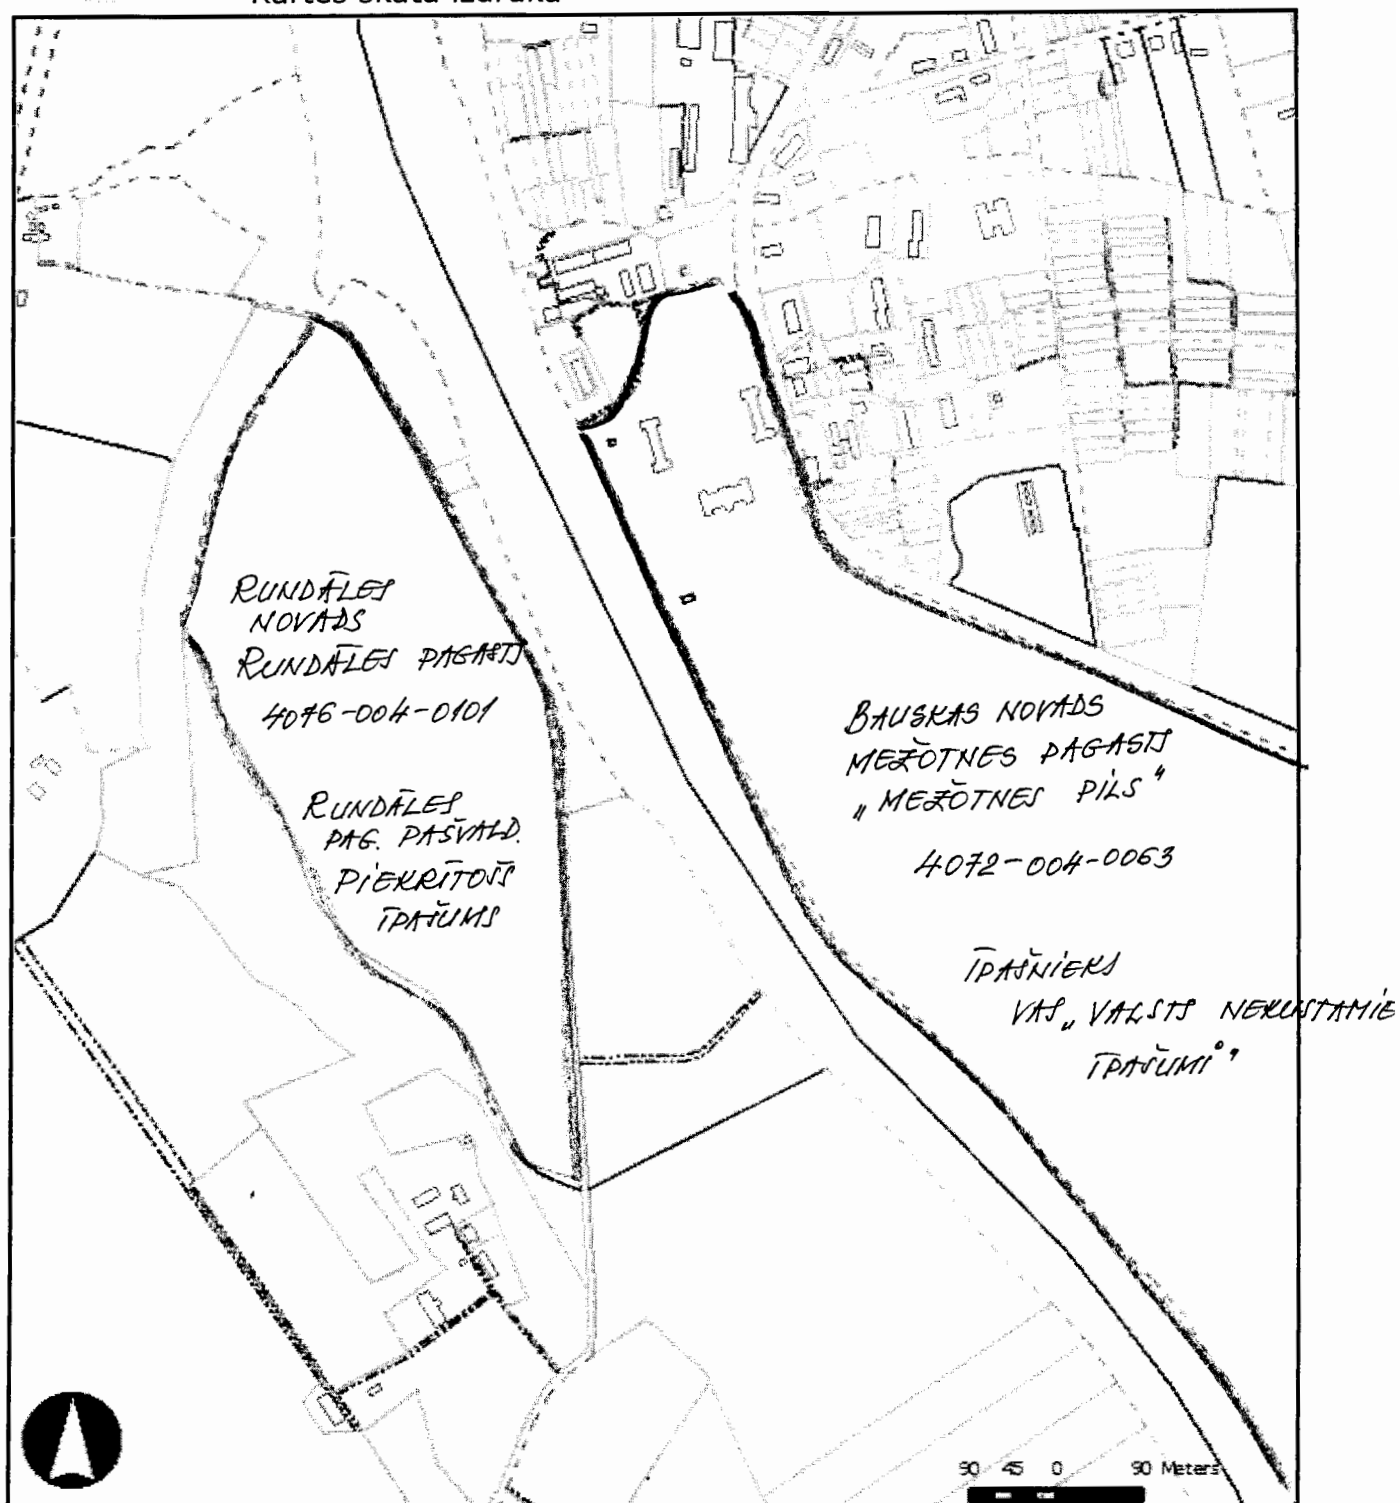 Kartes skata izdruka
RUNDĀLES
NOVADS
RUNDĀLES PAGASTS
4076-004-0101
RUNDĀLES
PAG. PAŠVALD.
PIEKRĪTOŠS
ĪPAŠUMS
BAUSKAS NOVADS
MEŽOTNES PAGASTS
„MEŽOTNES PILS"
4072-004-0063
ĪPAŠNIEKS
VAS „VALSTS NEKUSTAMIE
ĪPAŠUMI"
90 45 0 90 Meters